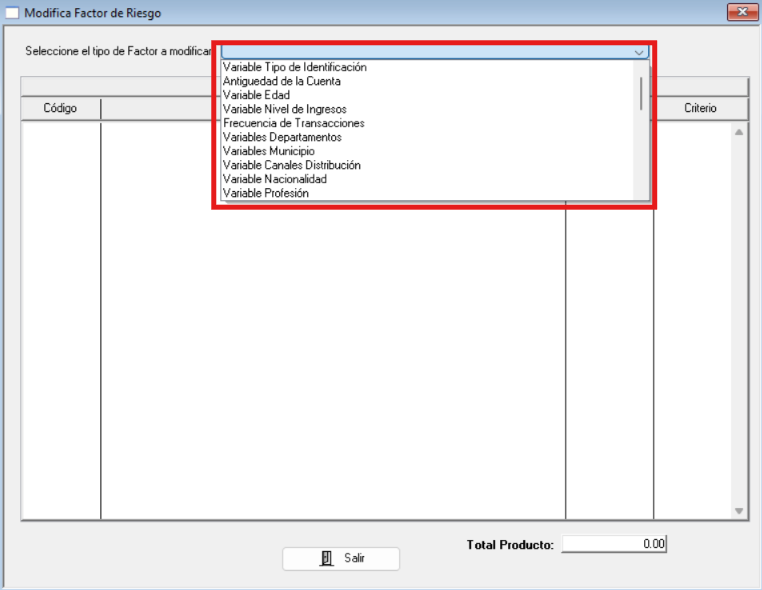 Modifica Factor de Riesgo
Seleccione el tipo de Factor a modificar
Variable Tipo de Identificación
Antiguedad de la Cuenta
Variable Edad
Variable Nivel de Ingresos
Frecuencia de Transacciones
Variables Departamentos
Variables Municipio
Variable Canales Distribución
Variable Nacionalidad
Variable Profesión
Código
Criterio
Total Producto: 0.00
Salir